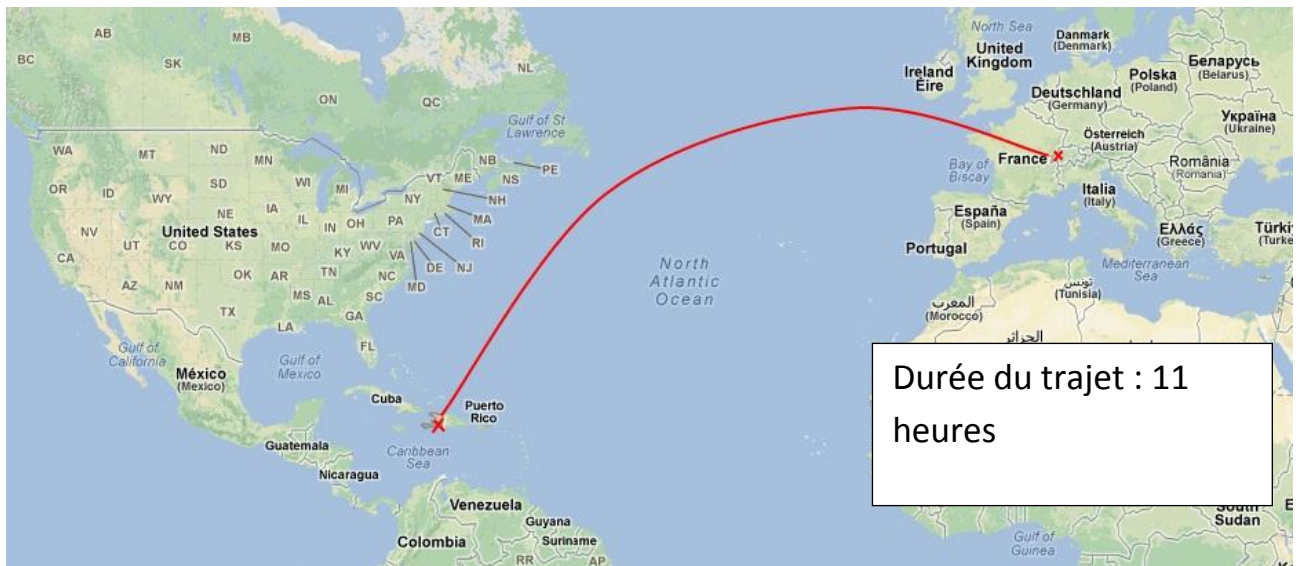 AB
MB
BC
SK
NL
ON
QC
Gulf of St
Lawrence
WA
MT
ND
MN
NB
PE
OR
ID
SD
WI
MI
VT
ME
NS
WY
NY
NH
NE
IA
MA
NV
IL
IN
OH
PA
CT
RI
United States
UT
CO
KS
MO
KY
WV
VA
DE
NJ
CA
MD
AZ
NM
OK
AR
TN
NC
TX
MS
AL
SC
LA
GA
FL
Gulf of
California
Gulf of
Mexico
México
(Mexico)
Cuba
Puerto
Rico
Guatemala
Caribbean
Sea
Nicaragua
Venezuela
Guyana
Colombia
Suriname
RR
AP
North
Atlantic
Ocean
North Sea
Danmark
(Denmark)
United
Kingdom
Ireland
Éire
Беларусь
(Belarus)
Polska
(Poland)
Deutschland
(Germany)
Україна
(Ukraine)
Österreich
(Austria)
France
Bay of
Biscay
România
(Romania)
Italia
(Italy)
España
(Spain)
Portugal
Ελλάς
(Greece)
Türki
(Turke
Mediterranean
Sea
تونس
(Tunisia)
المغرب
(Morocco)
الجزائر
Durée du trajet : 11
heures
South
Sudan
Gulf of
Guinea